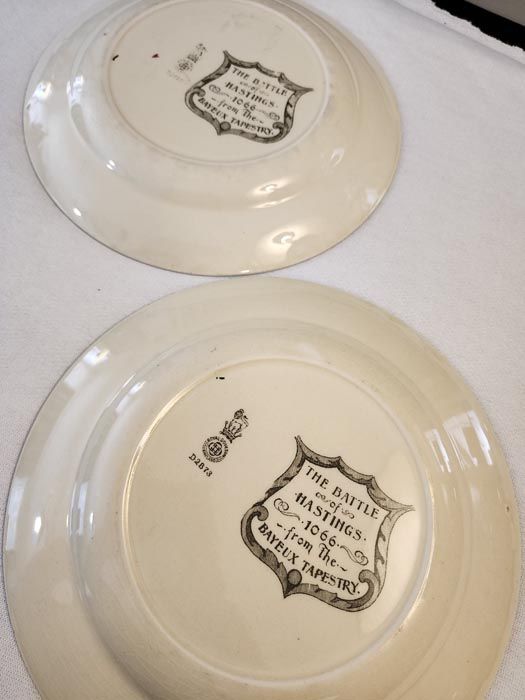 THE BATTLE
of
HASTINGS.
1066
from The
BAYEUX TAPESTRY.
D2873
THE BATTLE
of
HASTINGS.
1066.
from The
BAYEUX TAPESTRY.